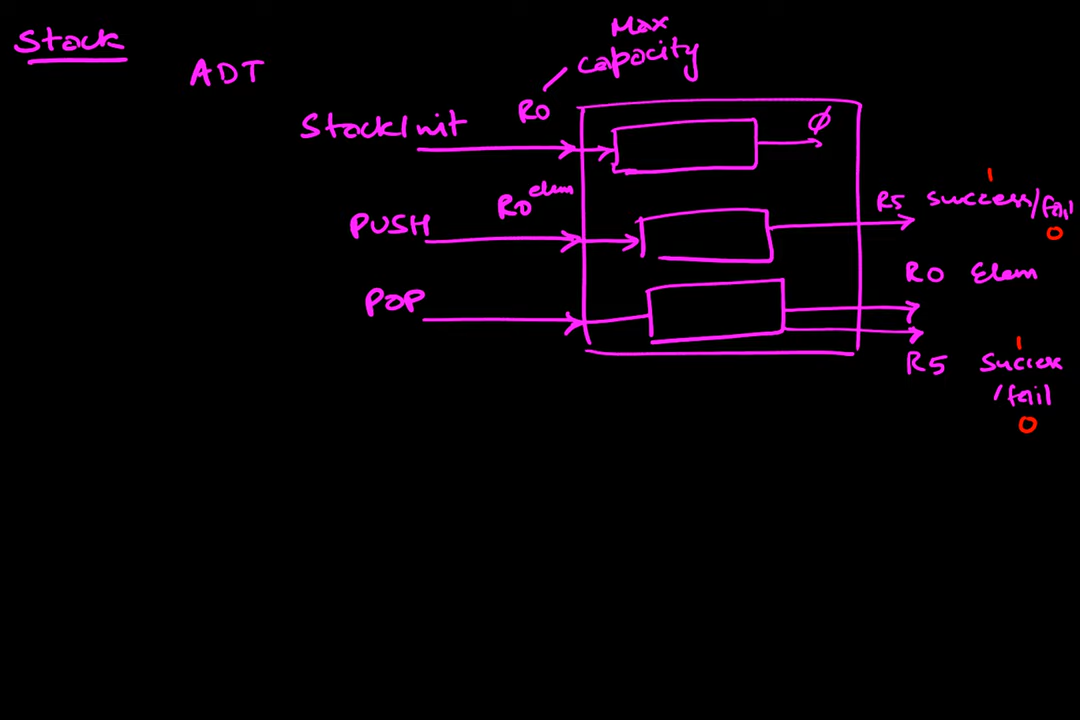 Stack
ADT
Max
capacity
R0
StackInit
φ
R0 elem
PUSH
R5 success/fail
1
0
POP
R0 Elem
R5 Success
/fail
1
0